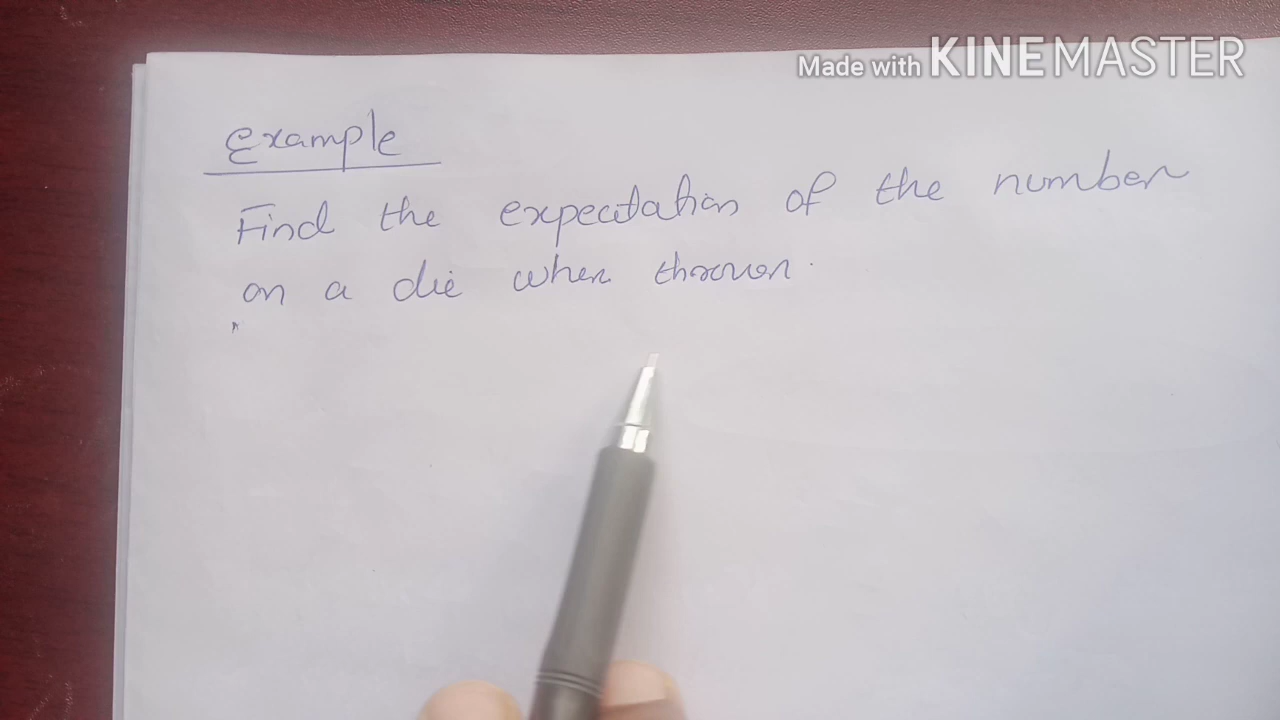 Made with KINEMASTER
Example
Find the expectation of the number
on a die when thrown.